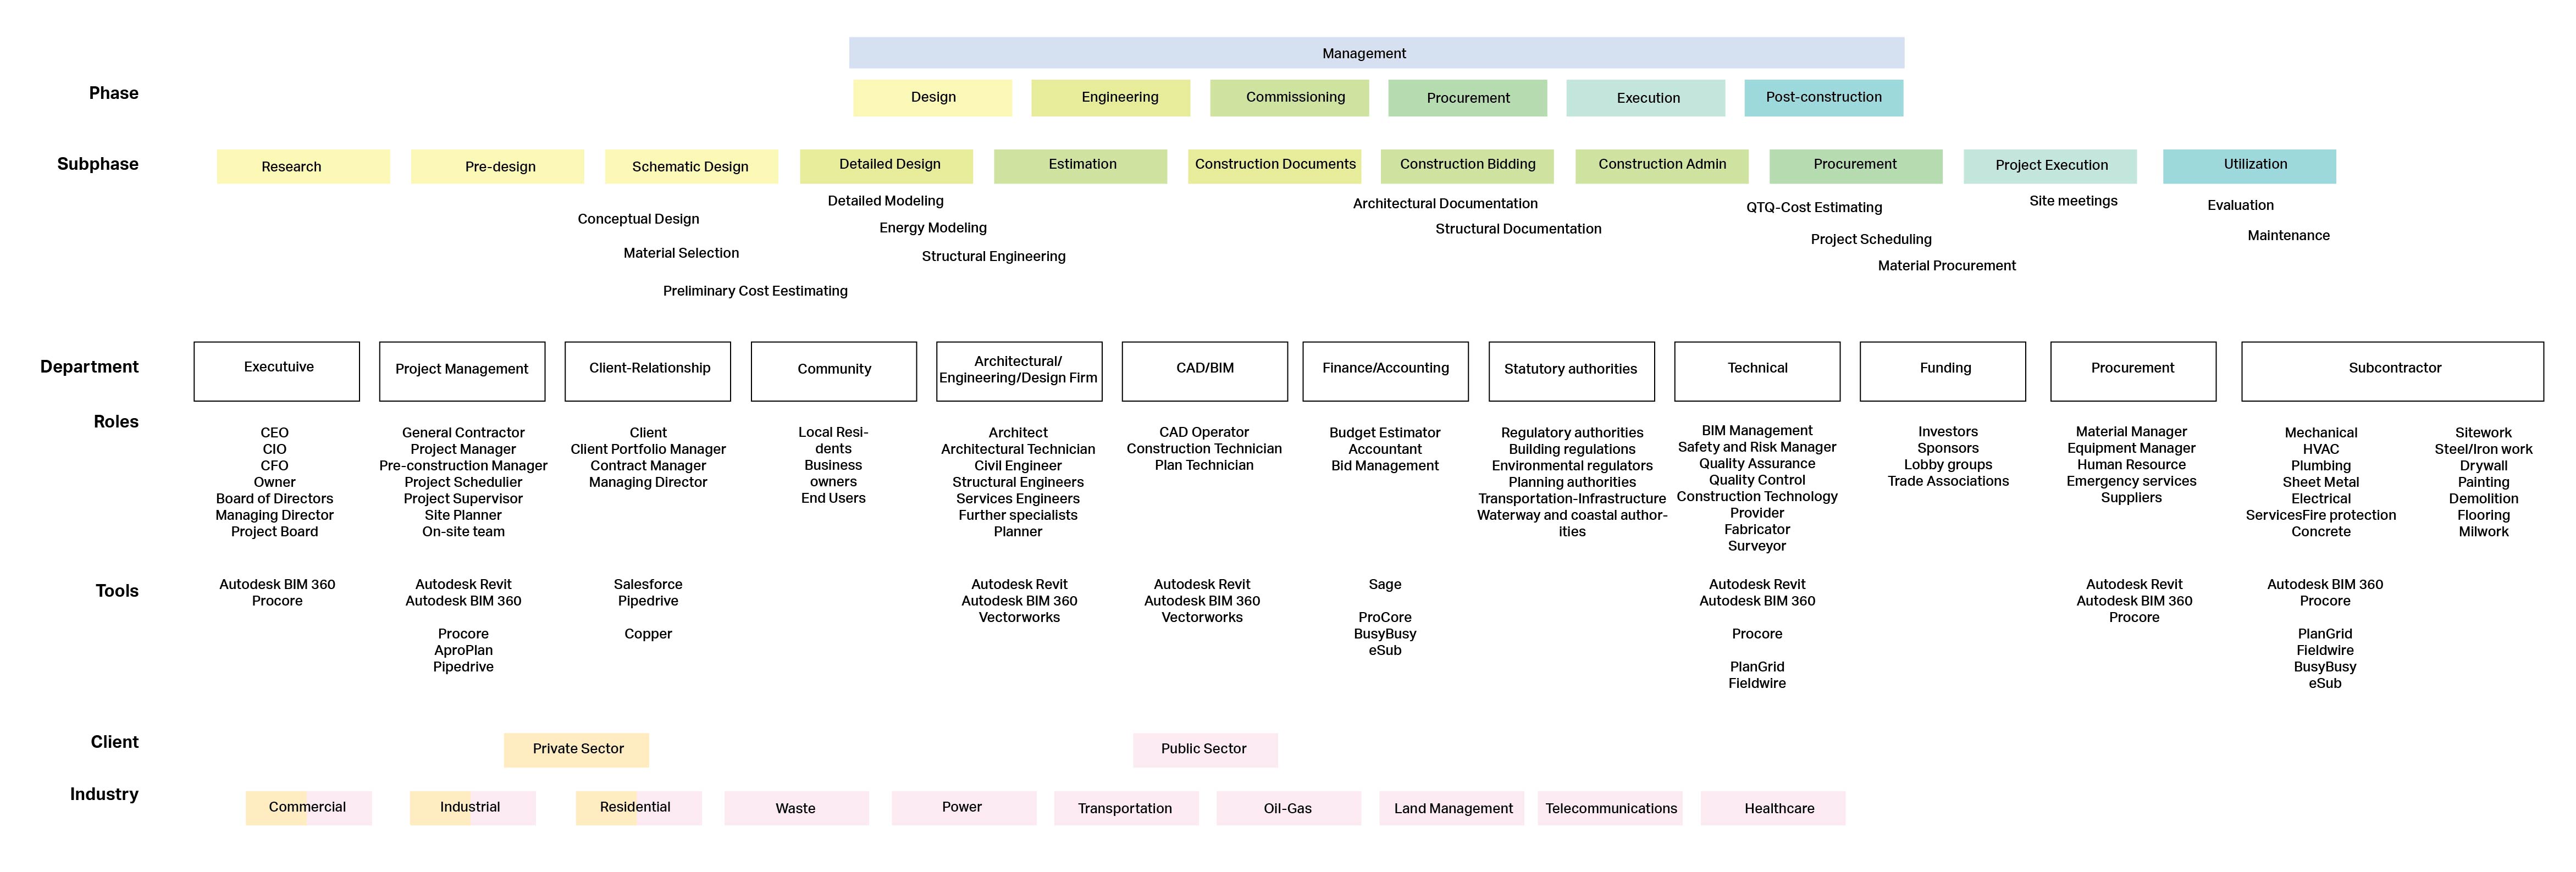 Management
Phase
Design
Engineering
Commissioning
Procurement
Execution
Post-construction
Subphase
Research
Pre-design
Schematic Design
Detailed Design
Estimation
Construction Documents
Construction Bidding
Construction Admin
Procurement
Project Execution
Utilization
Conceptual Design
Material Selection
Preliminary Cost Eestimating
Detailed Modeling
Energy Modeling
Structural Engineering
Architectural Documentation
Structural Documentation
QTQ-Cost Estimating
Project Scheduling
Material Procurement
Site meetings
Evaluation
Maintenance
Department
Executuive
Project Management
Client-Relationship
Community
Architectural/
Engineering/Design Firm
CAD/BIM
Finance/Accounting
Statutory authorities
Technical
Funding
Procurement
Subcontractor
Roles
CEO
CIO
CFO
Owner
Board of Directors
Managing Director
Project Board
General Contractor
Project Manager
Pre-construction Manager
Project Schedulier
Project Supervisor
Site Planner
On-site team
Client
Client Portfolio Manager
Contract Manager
Managing Director
Local Resi-
dents
Business
owners
End Users
Architect
Architectural Technician
Civil Engineer
Structural Engineers
Services Engineers
Further specialists
Planner
CAD Operator
Construction Technician
Plan Technician
Budget Estimator
Accountant
Bid Management
Regulatory authorities
Building regulations
Environmental regulators
Planning authorities
Transportation-Infrastructure
Waterway and coastal author-
ities
BIM Management
Safety and Risk Manager
Quality Assurance
Quality Control
Construction Technology
Provider
Fabricator
Surveyor
Investors
Sponsors
Lobby groups
Trade Associations
Material Manager
Equipment Manager
Human Resource
Emergency services
Suppliers
Mechanical
HVAC
Plumbing
Sheet Metal
Electrical
ServicesFire protection
Concrete
Sitework
Steel/Iron work
Drywall
Painting
Demolition
Flooring
Milwork
Tools
Autodesk BIM 360
Procore
Autodesk Revit
Autodesk BIM 360
Procore
AproPlan
Pipedrive
Salesforce
Pipedrive
Copper
Autodesk Revit
Autodesk BIM 360
Vectorworks
Autodesk Revit
Autodesk BIM 360
Vectorworks
Sage
ProCore
BusyBusy
eSub
Autodesk Revit
Autodesk BIM 360
Procore
PlanGrid
Fieldwire
Autodesk Revit
Autodesk BIM 360
Procore
Autodesk BIM 360
Procore
PlanGrid
Fieldwire
BusyBusy
eSub
Client
Private Sector
Public Sector
Industry
Commercial
Industrial
Residential
Waste
Power
Transportation
Oil-Gas
Land Management
Telecommunications
Healthcare